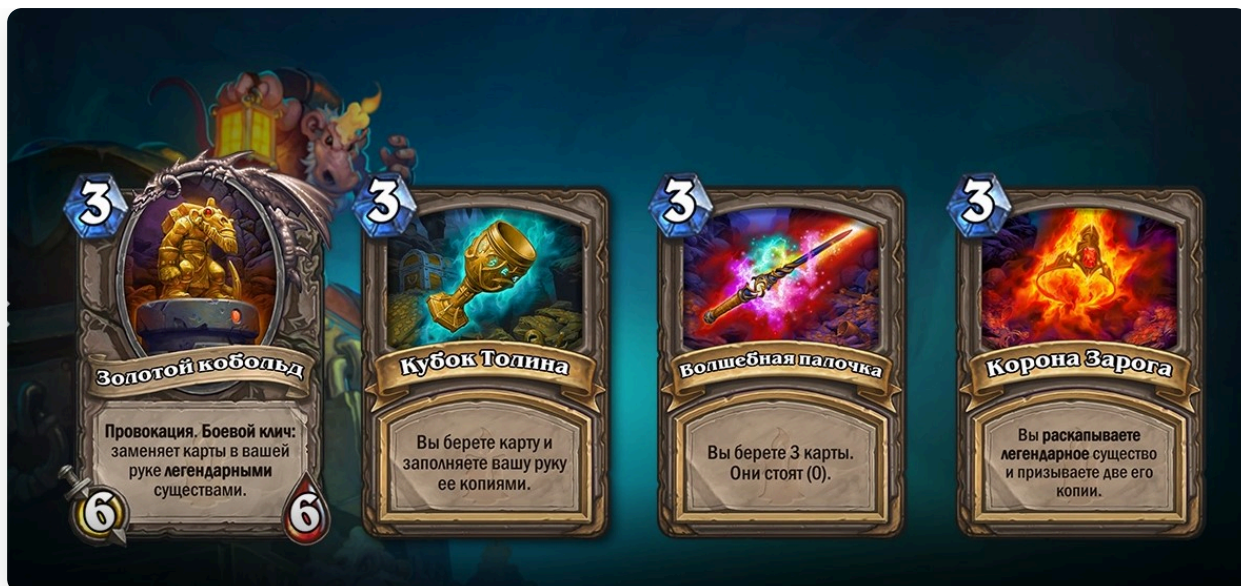 3
Золотой кобольд
Провокация. Боевой клич:
заменяет карты в вашей
руке легендарными
существами.
6
6
3
Кубок Толина
Вы берете карту и
заполняете вашу руку
ее копиями.
3
Волшебная палочка
Вы берете 3 карты.
Они стоят (0).
3
Корона Зарога
Вы раскапываете
легендарное существо
и призываете две его
копии.